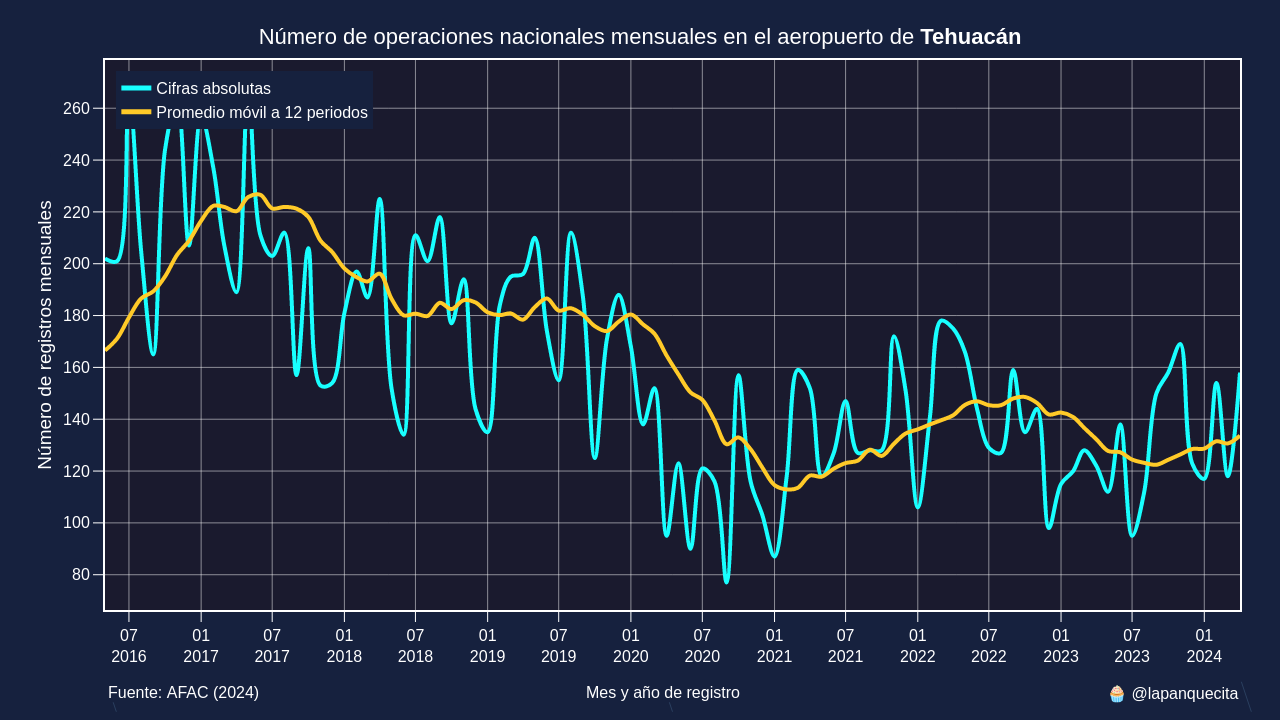 Número de operaciones nacionales mensuales en el aeropuerto de Tehuacán
Cifras absolutas
Promedio móvil a 12 periodos
Número de registros mensuales
260
240
220
200
180
160
140
120
100
80
07 01 07 01 07 01 07 01 07 01 07 01 07 01 07 01
2016 2017 2017 2018 2018 2019 2019 2020 2020 2021 2021 2022 2022 2023 2023 2024
Fuente: AFAC (2024) Mes y año de registro 🧁 @lapanquecita